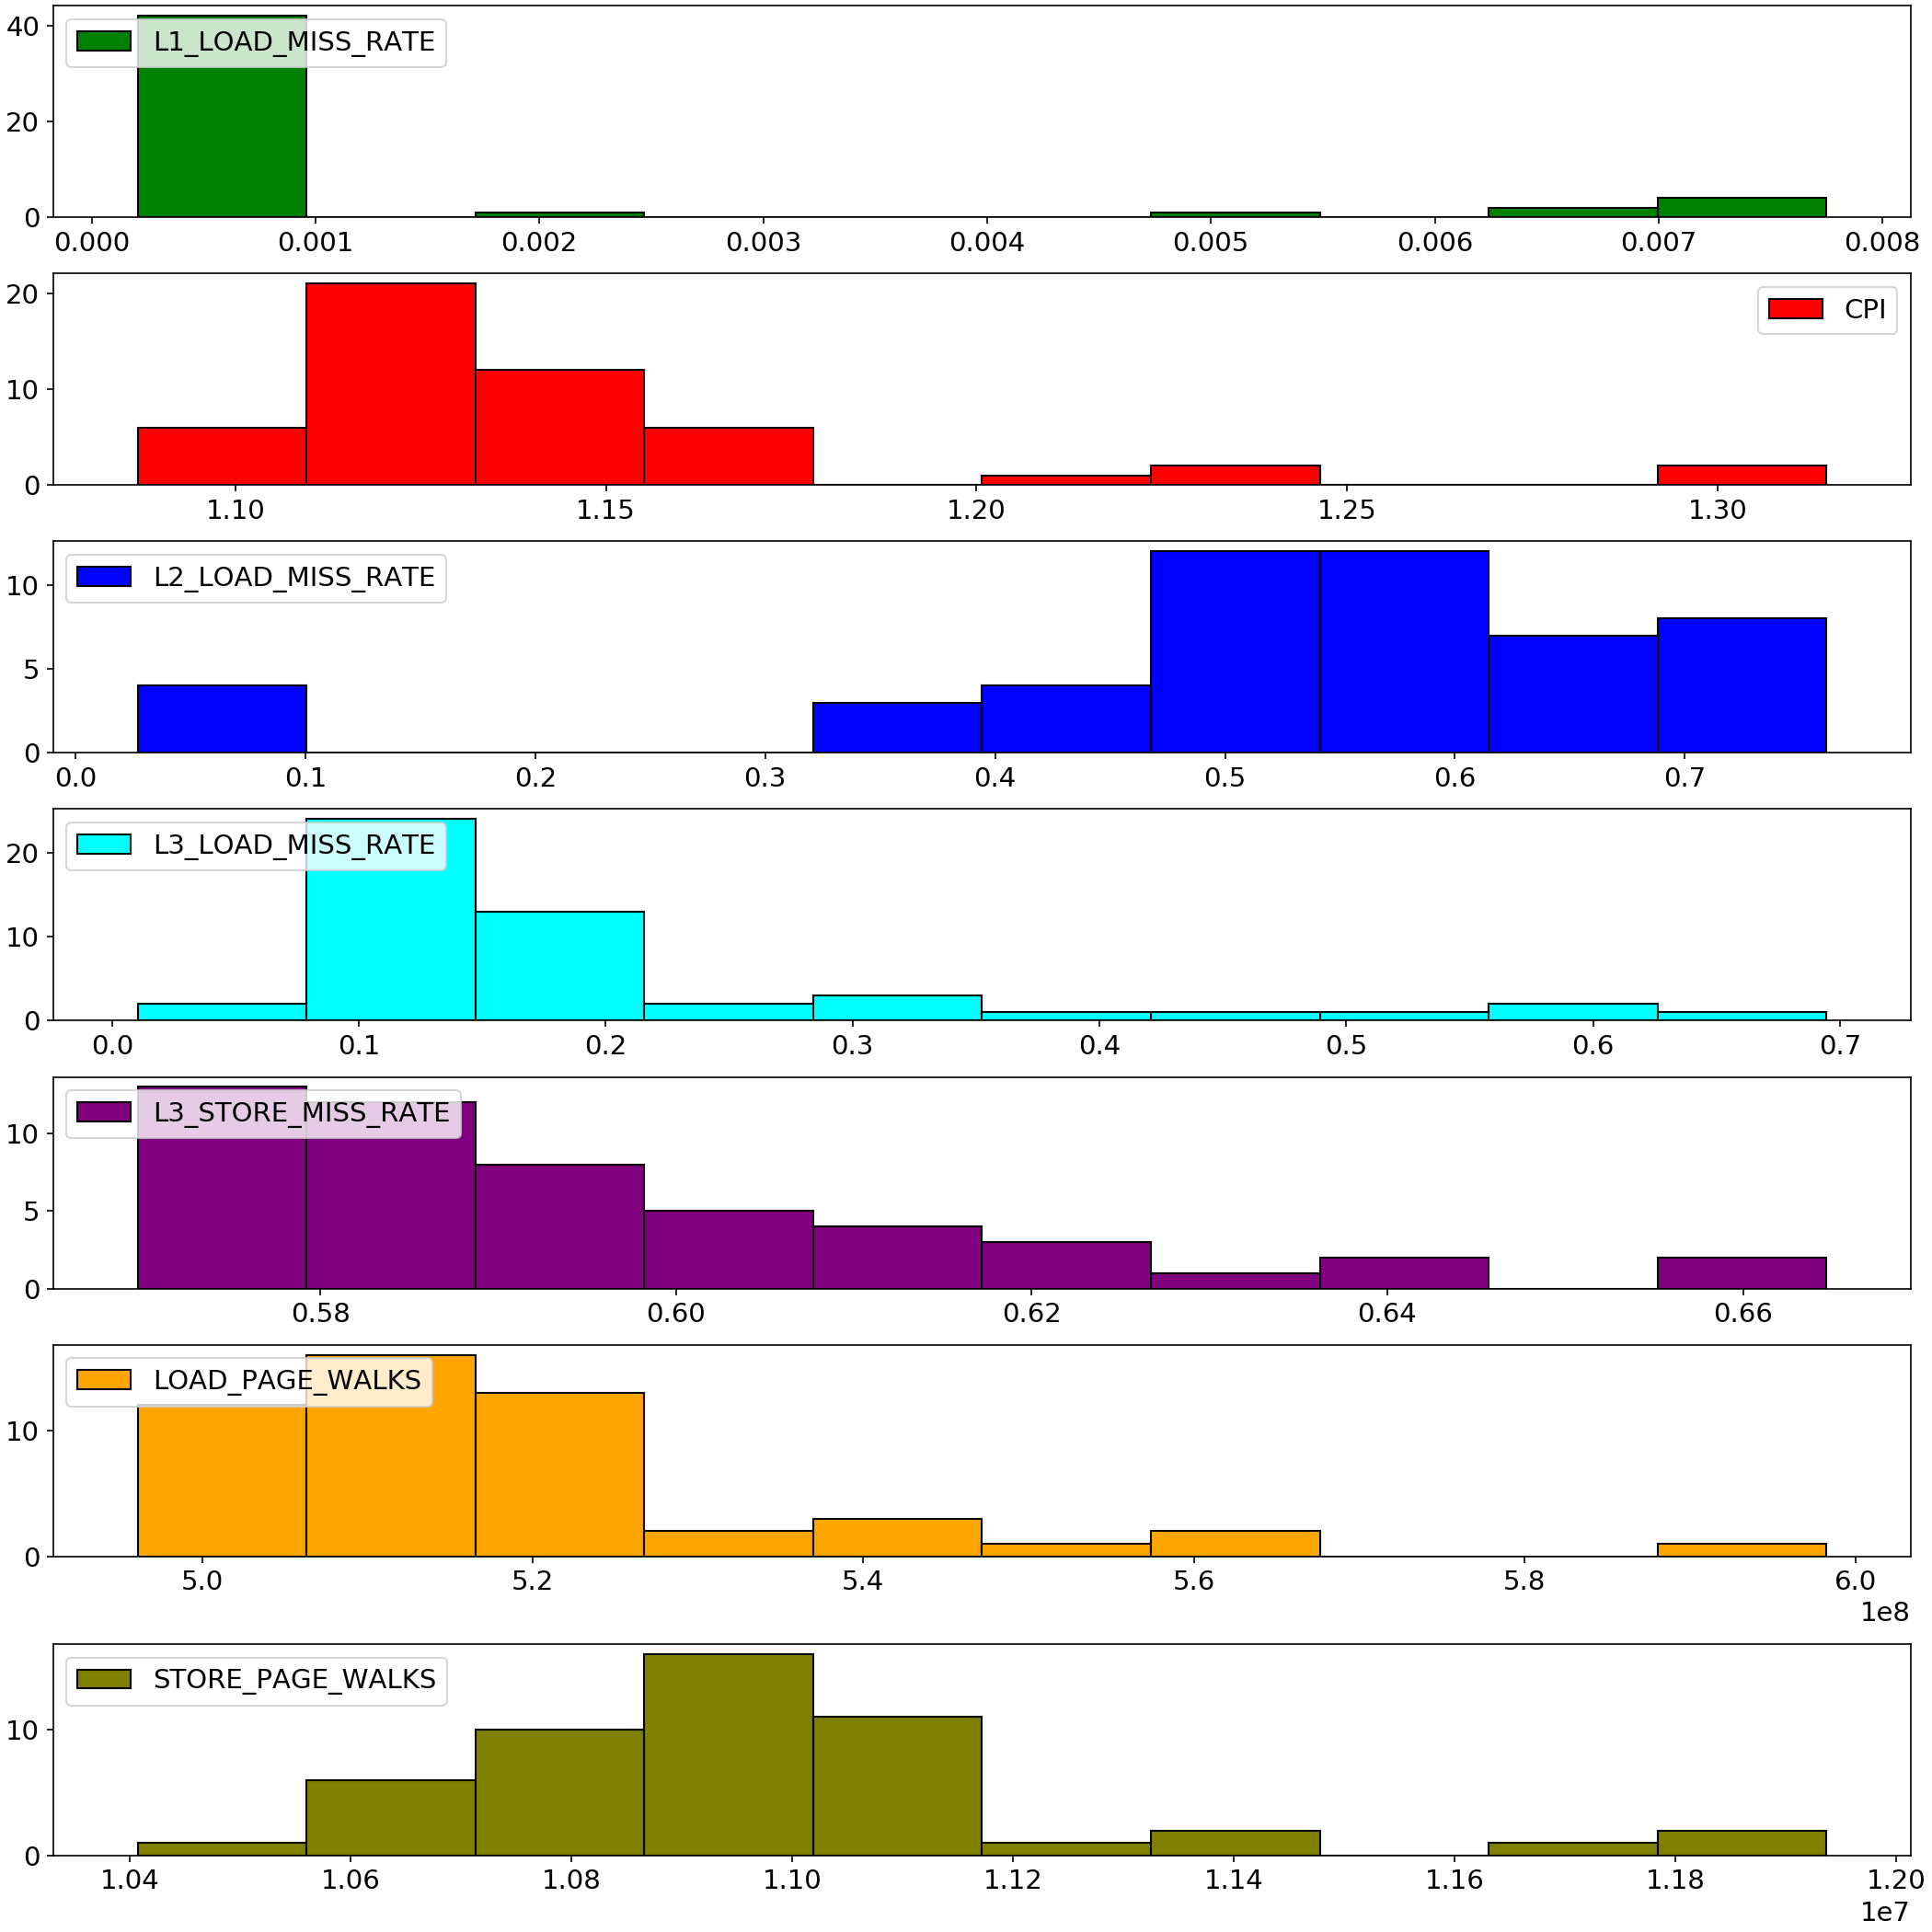 L1_LOAD_MISS_RATE
40
20
0
0.000 0.001 0.002 0.003 0.004 0.005 0.006 0.007 0.008
CPI
20
10
0
1.10 1.15 1.20 1.25 1.30
L2_LOAD_MISS_RATE
10
5
0
0.0 0.1 0.2 0.3 0.4 0.5 0.6 0.7
L3_LOAD_MISS_RATE
20
10
0
0.0 0.1 0.2 0.3 0.4 0.5 0.6 0.7
L3_STORE_MISS_RATE
10
5
0
0.58 0.60 0.62 0.64 0.66
LOAD_PAGE_WALKS
10
0
5.0 5.2 5.4 5.6 5.8 6.0
1e8
STORE_PAGE_WALKS
10
0
1.04 1.06 1.08 1.10 1.12 1.14 1.16 1.18 1.20
1e7